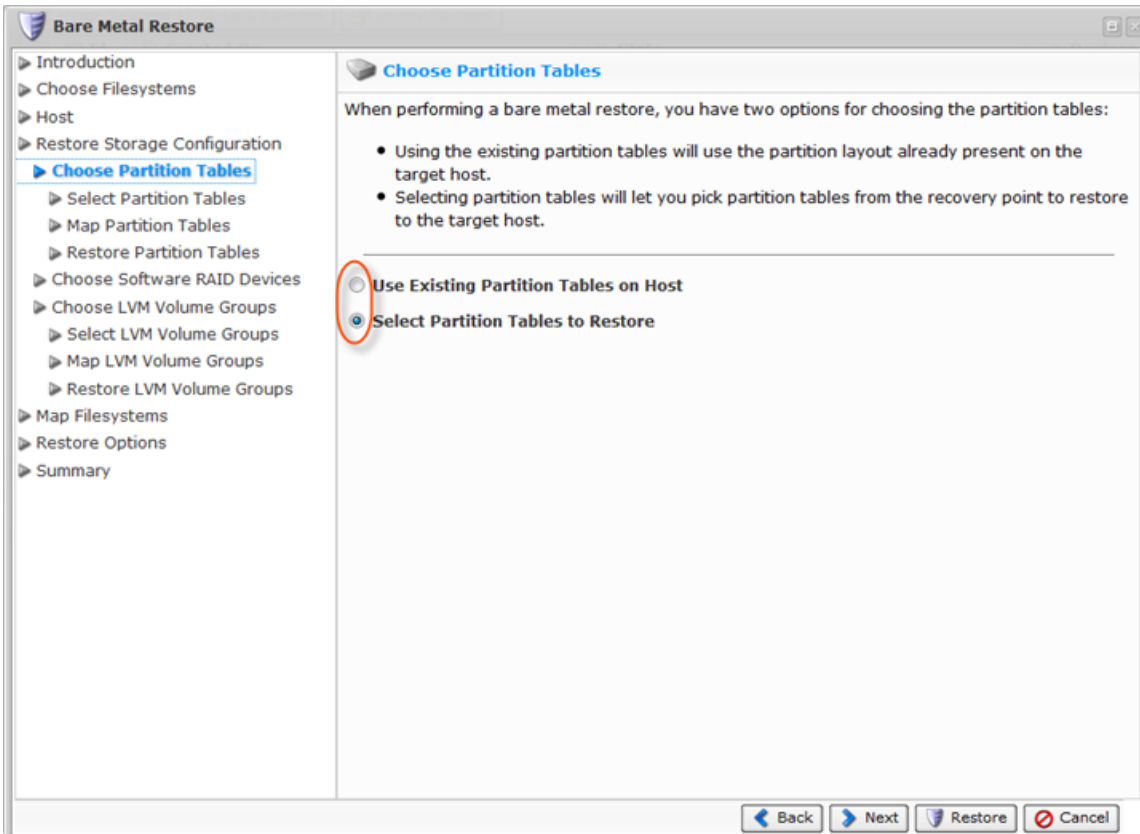 Bare Metal Restore
Introduction
Choose Filesystems
Host
Restore Storage Configuration
Choose Partition Tables
Select Partition Tables
Map Partition Tables
Restore Partition Tables
Choose Software RAID Devices
Choose LVM Volume Groups
Select LVM Volume Groups
Map LVM Volume Groups
Restore LVM Volume Groups
Map Filesystems
Restore Options
Summary
Choose Partition Tables
When performing a bare metal restore, you have two options for choosing the partition tables:
• Using the existing partition tables will use the partition layout already present on the
target host.
• Selecting partition tables will let you pick partition tables from the recovery point to restore
to the target host.
Use Existing Partition Tables on Host
Select Partition Tables to Restore
Back Next Restore Cancel